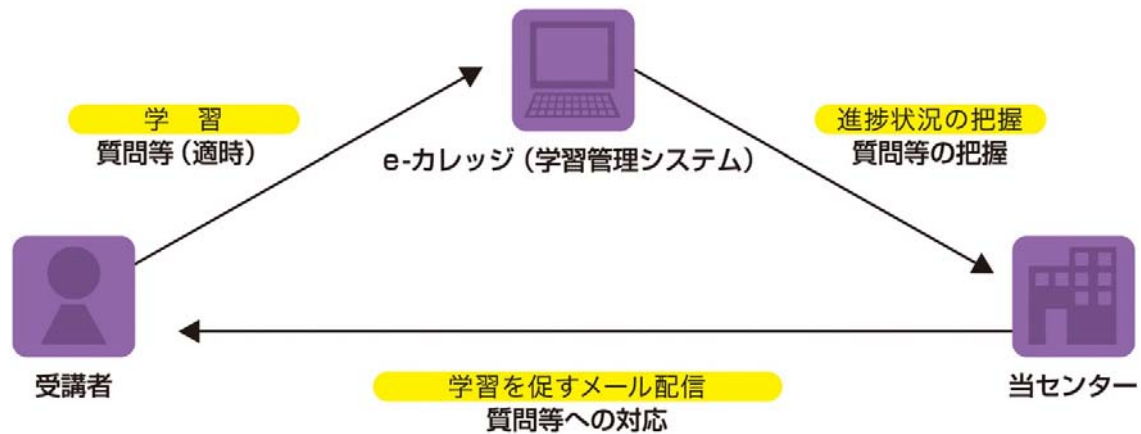 学 習
質問等(適時)
e-カレッジ(学習管理システム)
進捗状況の把握
質問等の把握
受講者
当センター
学習を促すメール配信
質問等への対応